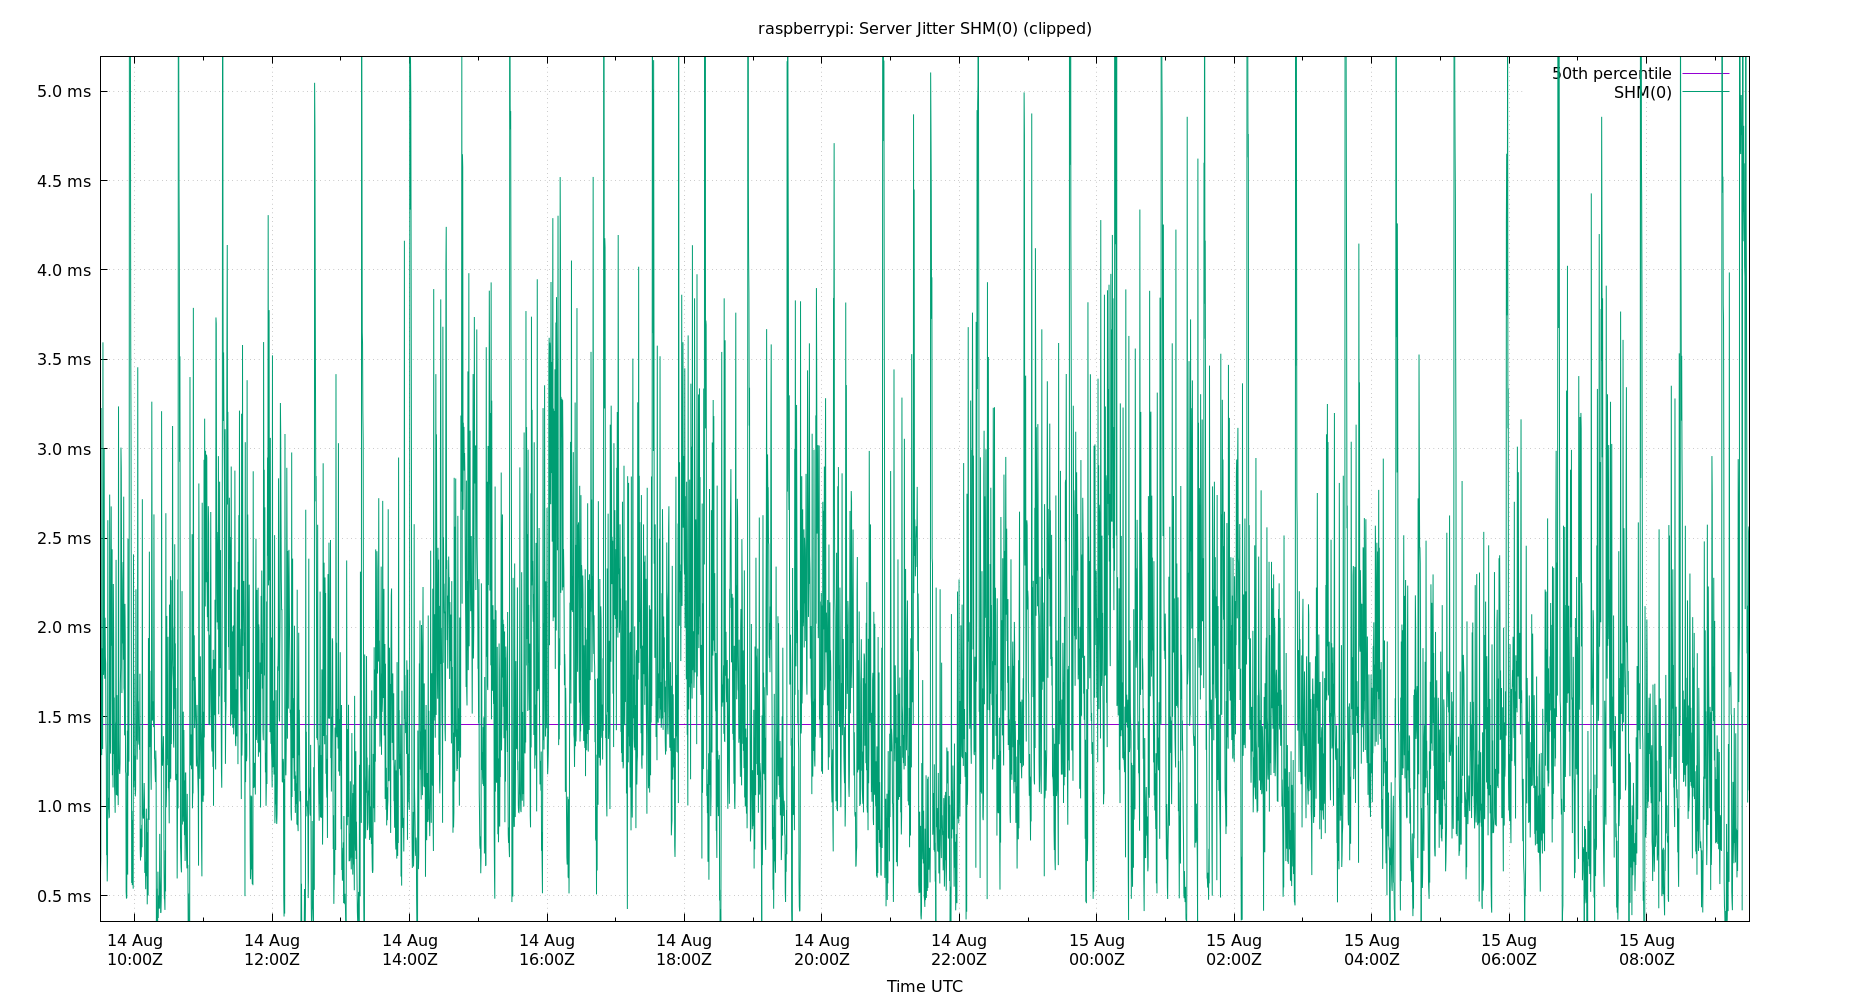 raspberrypi: Server Jitter SHM(0) (clipped)
50th percentile
SHM(0)
5.0 ms
4.5 ms
4.0 ms
3.5 ms
3.0 ms
2.5 ms
2.0 ms
1.5 ms
1.0 ms
0.5 ms
14 Aug 14 Aug 14 Aug 14 Aug 14 Aug 14 Aug 14 Aug 15 Aug 15 Aug 15 Aug 15 Aug 15 Aug
10:00Z 12:00Z 14:00Z 16:00Z 18:00Z 20:00Z 22:00Z 00:00Z 02:00Z 04:00Z 06:00Z 08:00Z
Time UTC